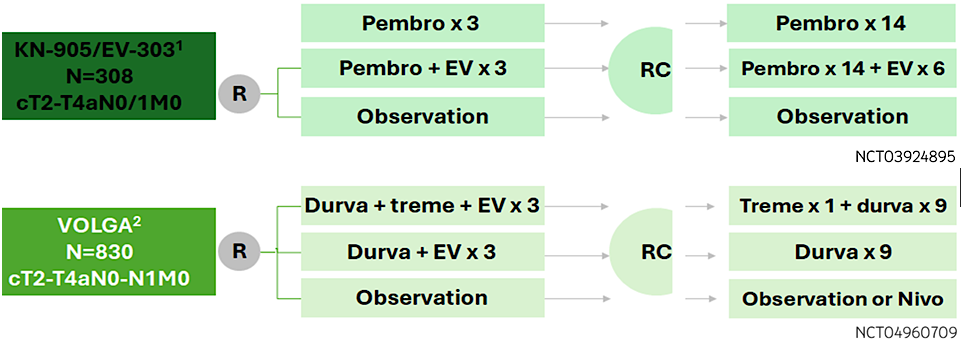 KN-905/EV-303¹
N=308
cT2-T4aN0/1M0
R
Pembro x 3
Pembro + EV x 3
Observation
RC
Pembro x 14
Pembro x 14 + EV x 6
Observation
NCT03924895
VOLGA²
N=830
cT2-T4aN0-N1M0
R
Durva + treme + EV x 3
Durva + EV x 3
Observation
RC
Treme x 1 + durva x 9
Durva x 9
Observation or Nivo
NCT04960709